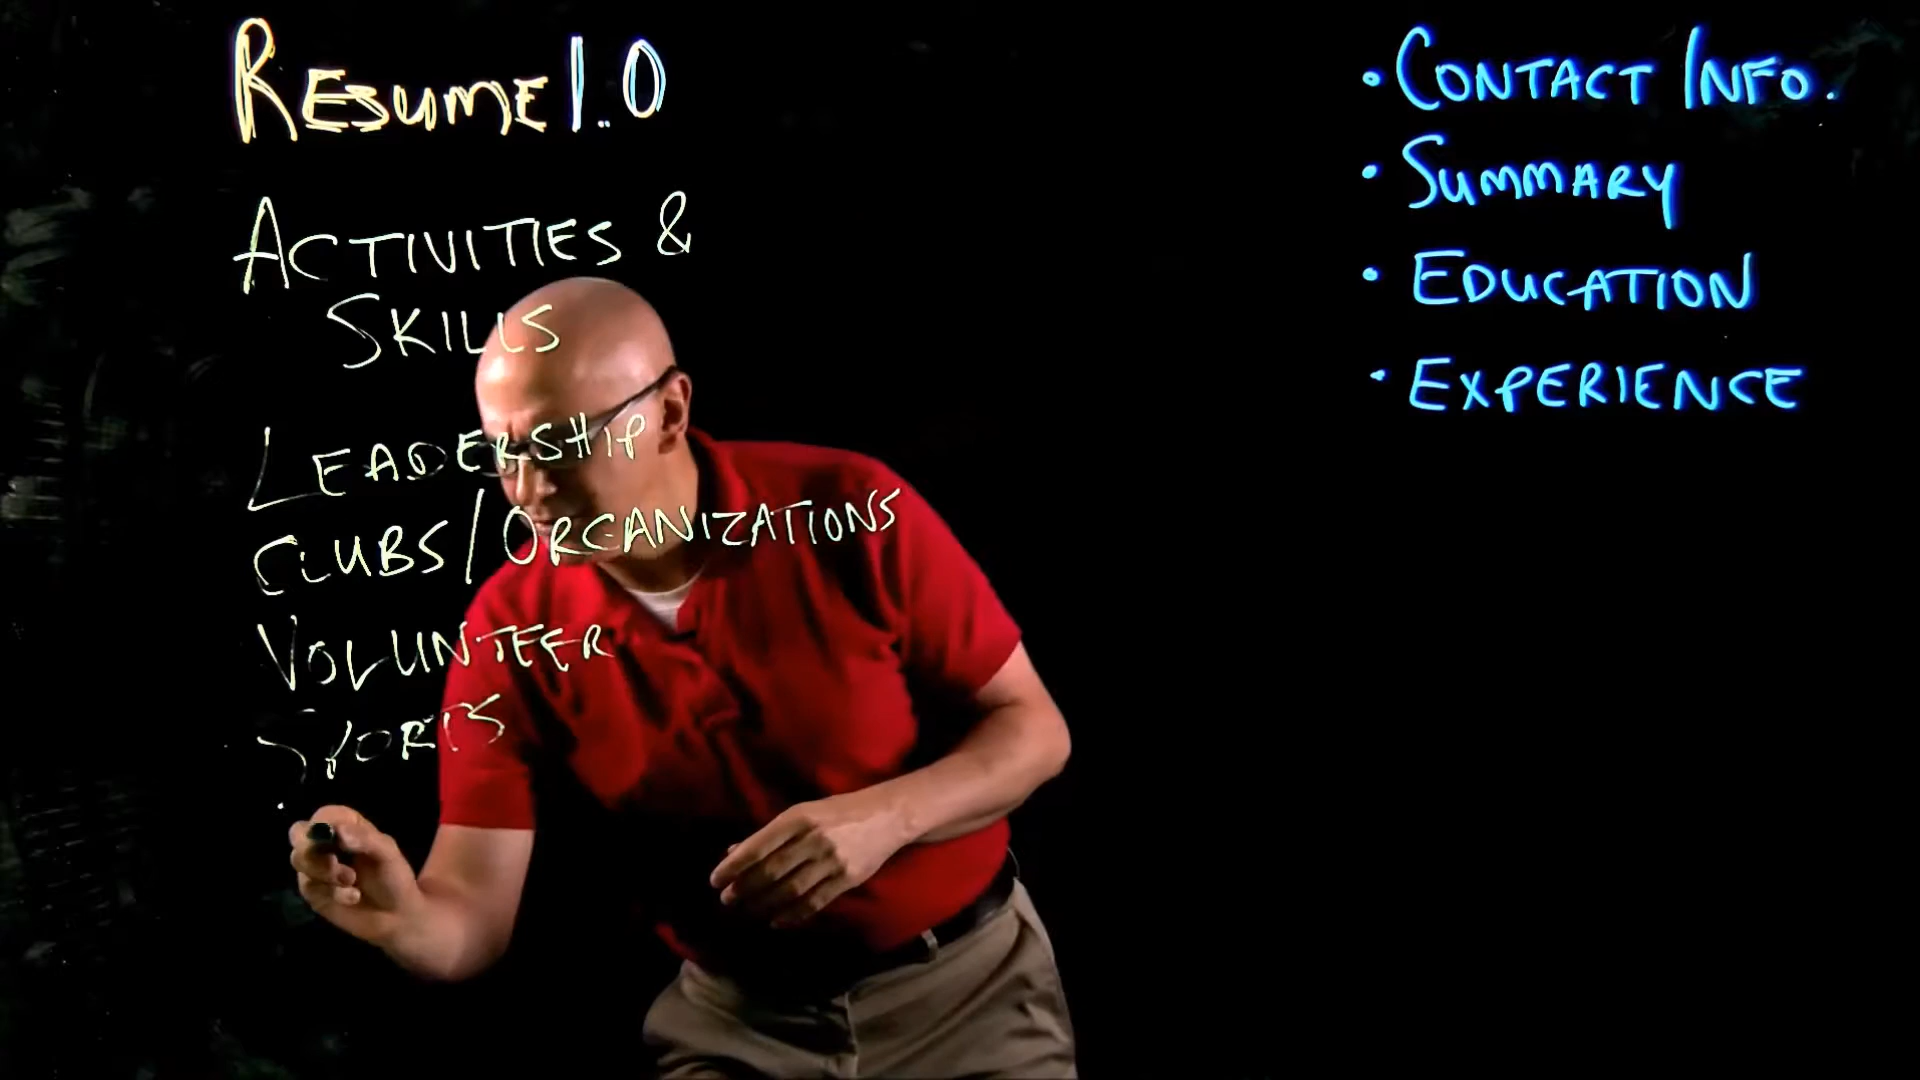 RESUME 1.0
ACTIVITIES &
SKILLS
LEADERSHIP
CLUBS/ORGANIZATIONS
VOLUNTEER
SPORTS
• CONTACT INFO.
• SUMMARY
• EDUCATION
• EXPERIENCE